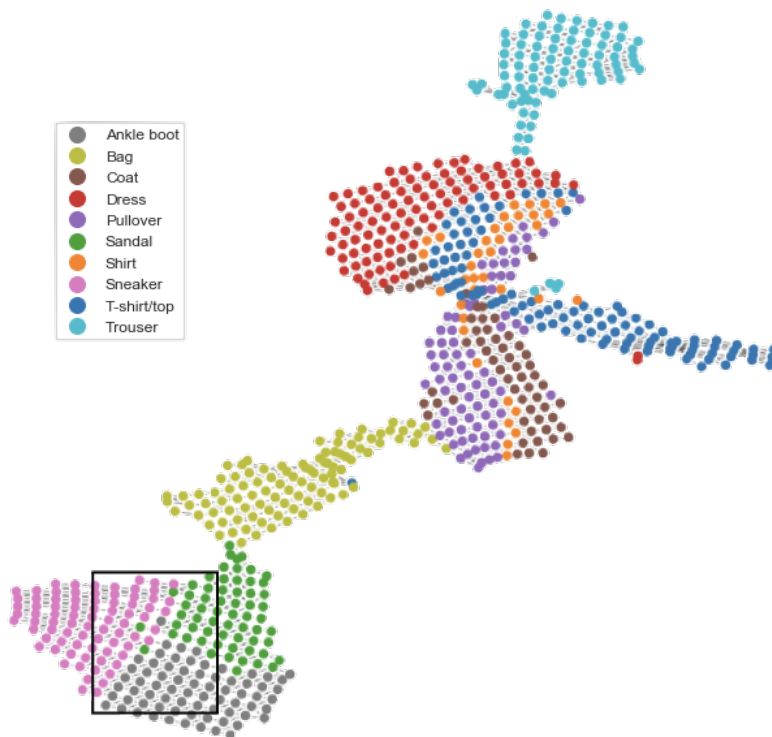 Ankle boot
Bag
Coat
Dress
Pullover
Sandal
Shirt
Sneaker
T-shirt/top
Trouser